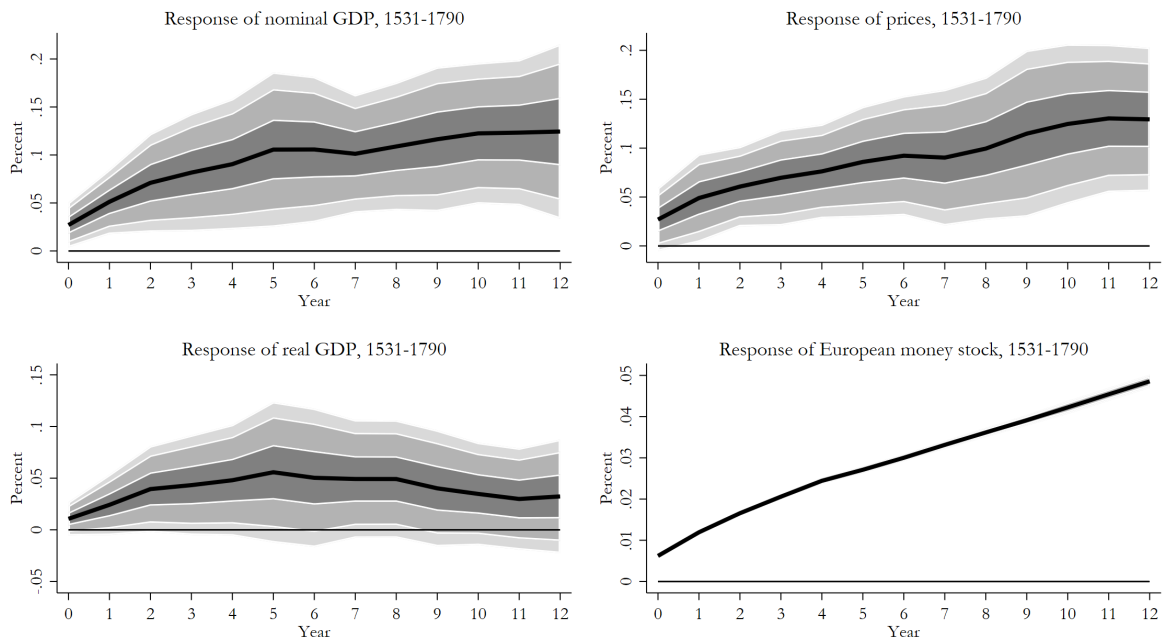 Response of nominal GDP, 1531-1790
Percent
.2
.15
.1
.05
0
0 1 2 3 4 5 6 7 8 9 10 11 12
Year
Response of prices, 1531-1790
Percent
.2
.15
.1
.05
0
0 1 2 3 4 5 6 7 8 9 10 11 12
Year
Response of real GDP, 1531-1790
Percent
.15
.1
.05
0
-.05
0 1 2 3 4 5 6 7 8 9 10 11 12
Year
Response of European money stock, 1531-1790
Percent
.05
.04
.03
.02
.01
0
0 1 2 3 4 5 6 7 8 9 10 11 12
Year